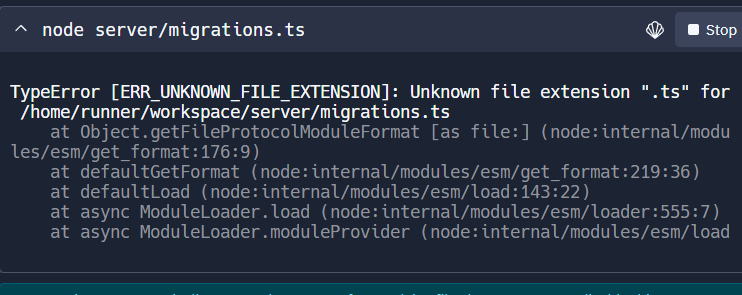 node server/migrations.ts
Stop
TypeError [ERR_UNKNOWN_FILE_EXTENSION]: Unknown file extension ".ts" for
/home/runner/workspace/server/migrations.ts
at Object.getFileProtocolModuleFormat [as file:] (node:internal/modu
les/esm/get_format:176:9)
at defaultGetFormat (node:internal/modules/esm/get_format:219:36)
at defaultLoad (node:internal/modules/esm/load:143:22)
at async ModuleLoader.load (node:internal/modules/esm/loader:555:7)
at async ModuleLoader.moduleProvider (node:internal/modules/esm/load